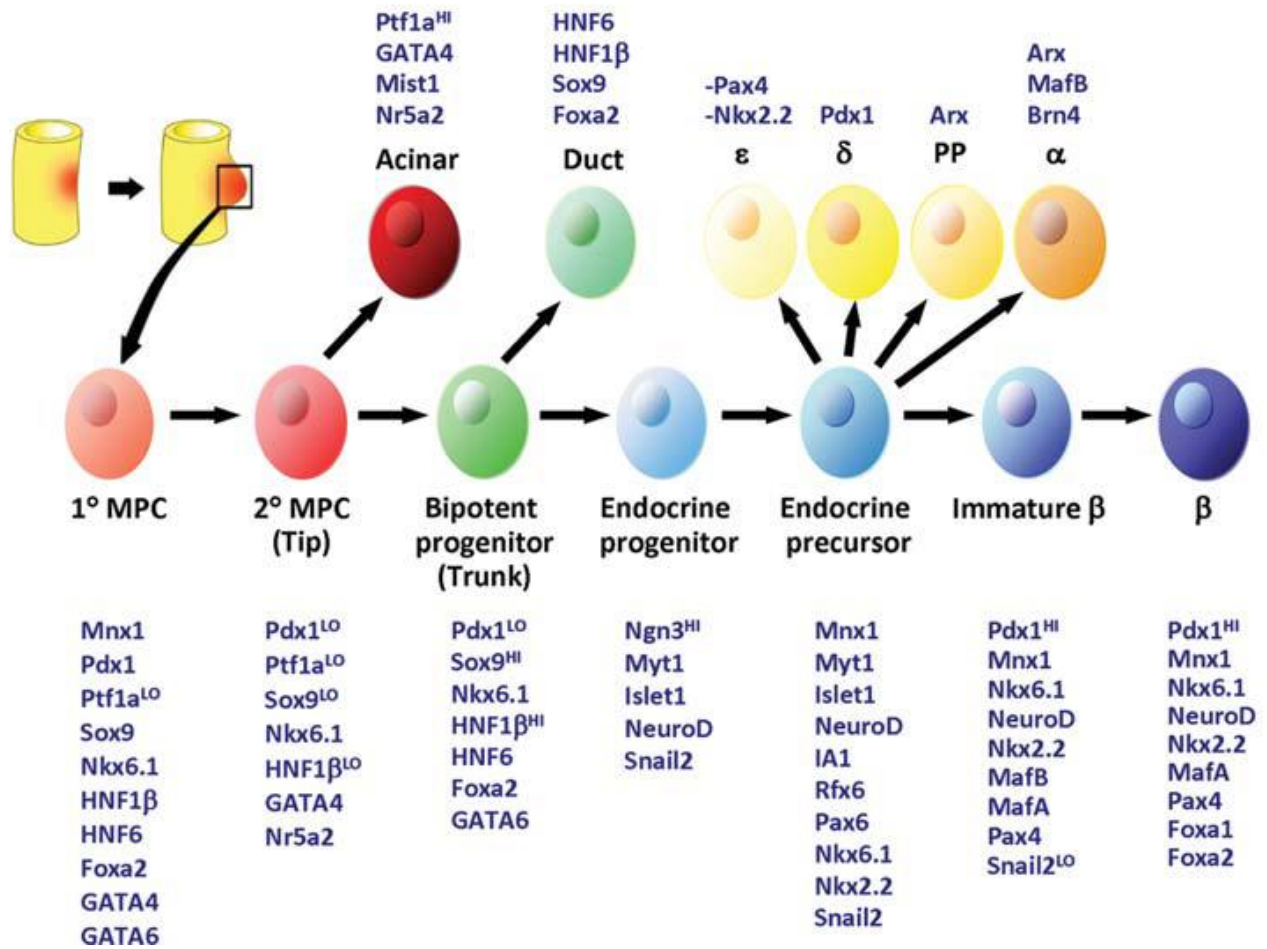 Ptf1aᴴᴵ
GATA4
Mist1
Nr5a2
Acinar
HNF6
HNF1β
Sox9
Foxa2
Duct
-Pax4
-Nkx2.2
ε
Pdx1
δ
Arx
PP
Arx
MafB
Brn4
α
1° MPC
2° MPC
(Tip)
Bipotent
progenitor
(Trunk)
Endocrine
progenitor
Endocrine
precursor
Immature β
β
Mnx1
Pdx1
Ptf1aᴸᴼ
Sox9
Nkx6.1
HNF1β
HNF6
Foxa2
GATA4
GATA6
Pdx1ᴸᴼ
Ptf1aᴸᴼ
Sox9ᴸᴼ
Nkx6.1
HNF1βᴸᴼ
GATA4
Nr5a2
Pdx1ᴸᴼ
Sox9ᴴᴵ
Nkx6.1
HNF1βᴴᴵ
HNF6
Foxa2
GATA6
Ngn3ᴴᴵ
Myt1
Islet1
NeuroD
Snail2
Mnx1
Myt1
Islet1
NeuroD
IA1
Rfx6
Pax6
Nkx6.1
Nkx2.2
Snail2
Pdx1ᴴᴵ
Mnx1
Nkx6.1
NeuroD
Nkx2.2
MafB
MafA
Pax4
Snail2ᴸᴼ
Pdx1ᴴᴵ
Mnx1
Nkx6.1
NeuroD
Nkx2.2
MafA
Pax4
Foxa1
Foxa2